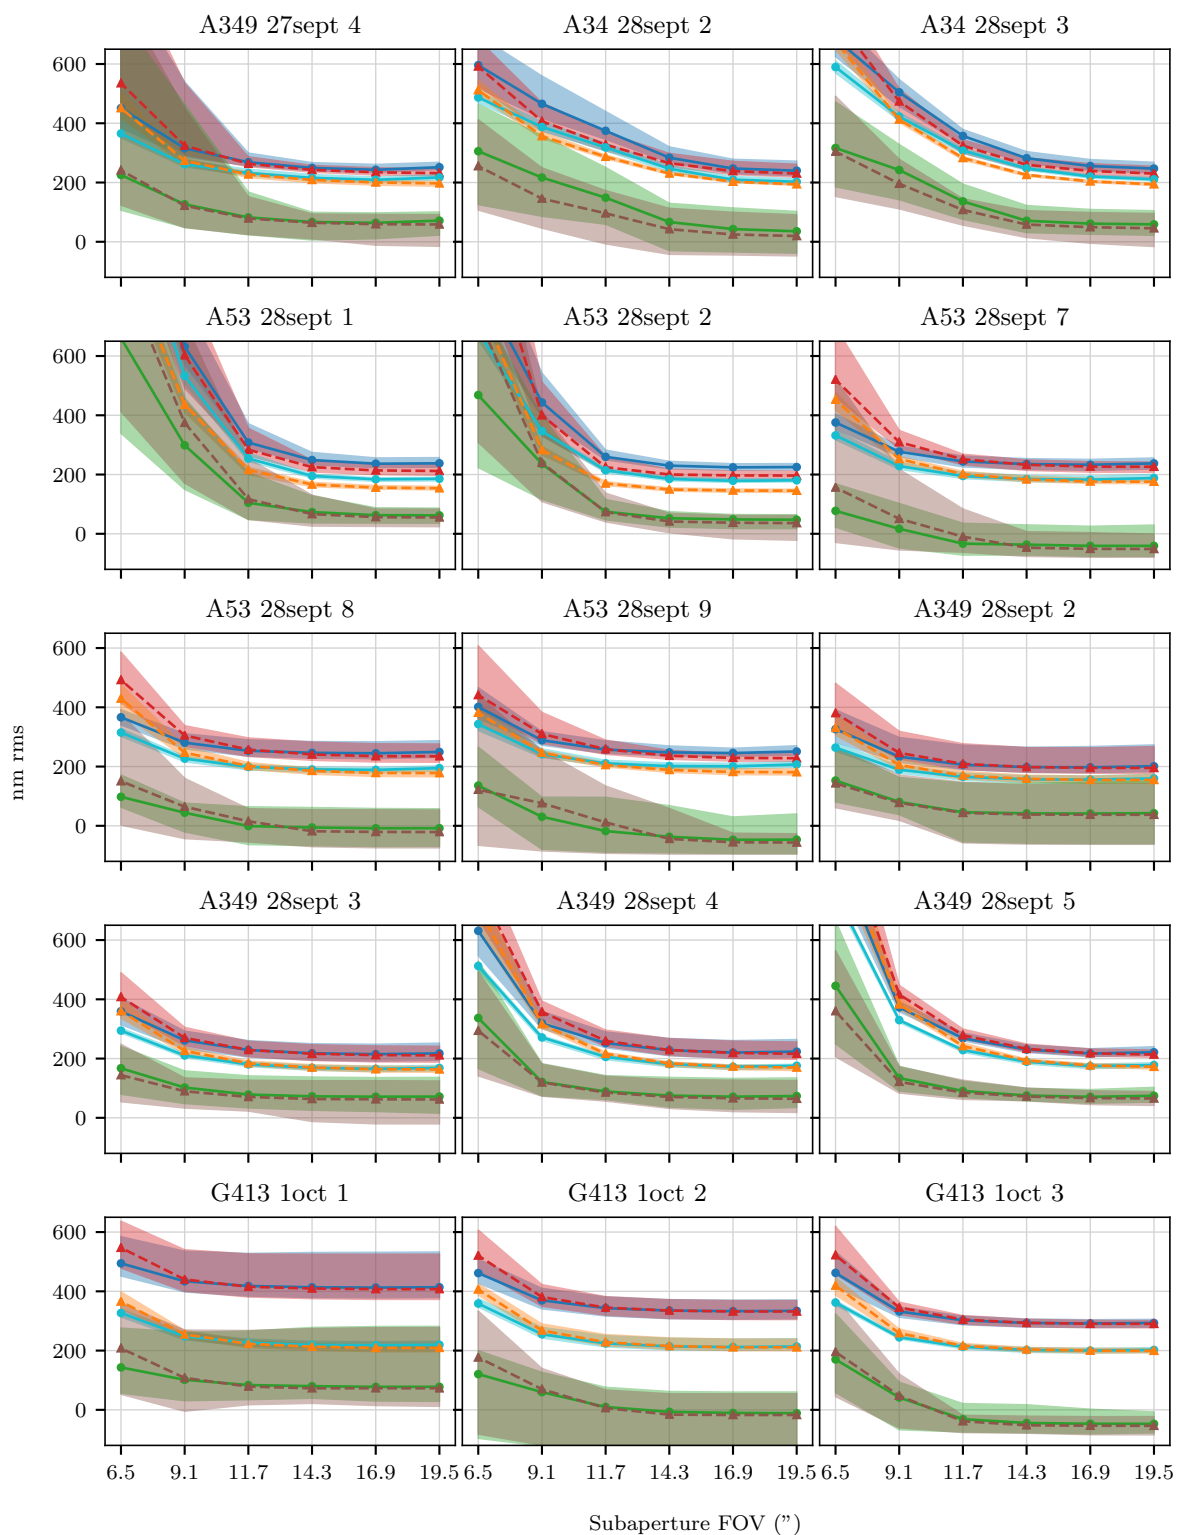 A349 27sept 4 A34 28sept 2 A34 28sept 3
600
400
200
0
A53 28sept 1 A53 28sept 2 A53 28sept 7
600
400
200
0
A53 28sept 8 A53 28sept 9 A349 28sept 2
600
400
200
0
nm rms
A349 28sept 3 A349 28sept 4 A349 28sept 5
600
400
200
0
G413 1oct 1 G413 1oct 2 G413 1oct 3
600
400
200
0
6.5 9.1 11.7 14.3 16.9 19.5 6.5 9.1 11.7 14.3 16.9 19.5 6.5 9.1 11.7 14.3 16.9 19.5
Subaperture FOV (”)